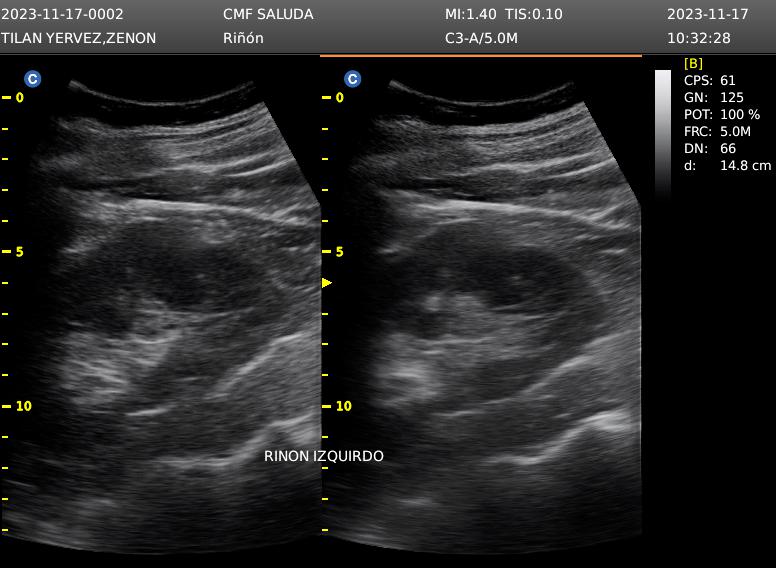 2023-11-17-0002 CMF SALUDA MI:1.40 TIS:0.10 2023-11-17
TILAN YERVEZ,ZENON Riñón C3-A/5.0M 10:32:28
C C [B]
0 0 CPS: 61
GN: 125
POT: 100 %
FRC: 5.0M
DN: 66
d: 14.8 cm
5 5
10 10
RINON IZQUIRDO